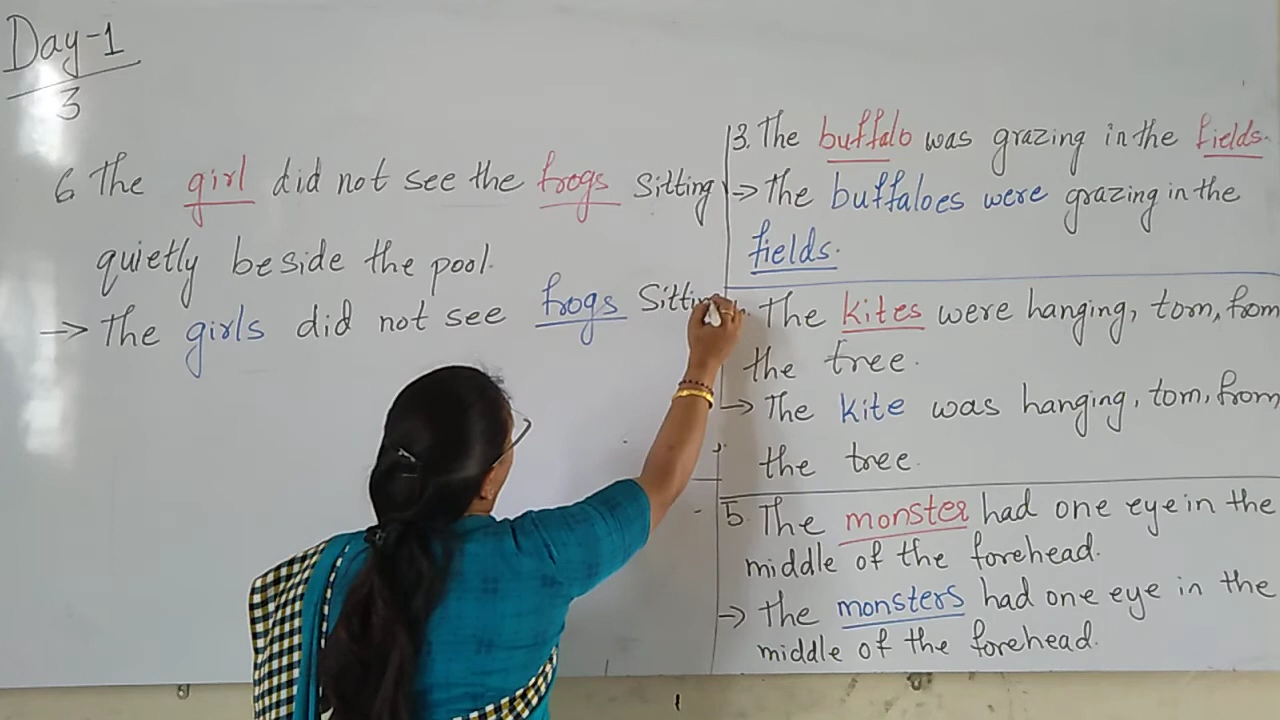 Day-1
3
6. The girl did not see the frogs Sitting
quietly beside the pool.
→ The girls did not see frogs Sittin
3. The buffalo was grazing in the fields.
→ The buffaloes were grazing in the
fields.
The kites were hanging, torn, from
the tree.
→ The kite was hanging, torn, from
the tree.
5. The monster had one eye in the
middle of the forehead.
→ The monsters had one eye in the
middle of the forehead.